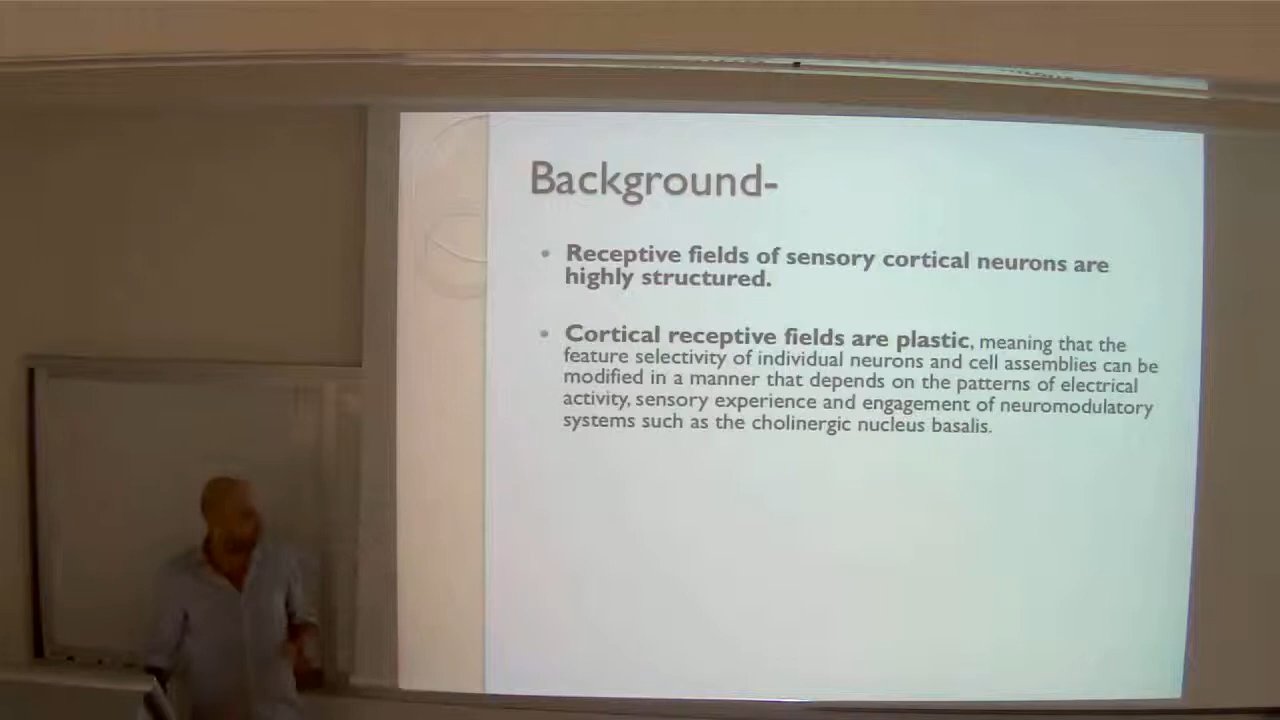 Background-
• Receptive fields of sensory cortical neurons are
highly structured.
• Cortical receptive fields are plastic, meaning that the
feature selectivity of individual neurons and cell assemblies can be
modified in a manner that depends on the patterns of electrical
activity, sensory experience and engagement of neuromodulatory
systems such as the cholinergic nucleus basalis.